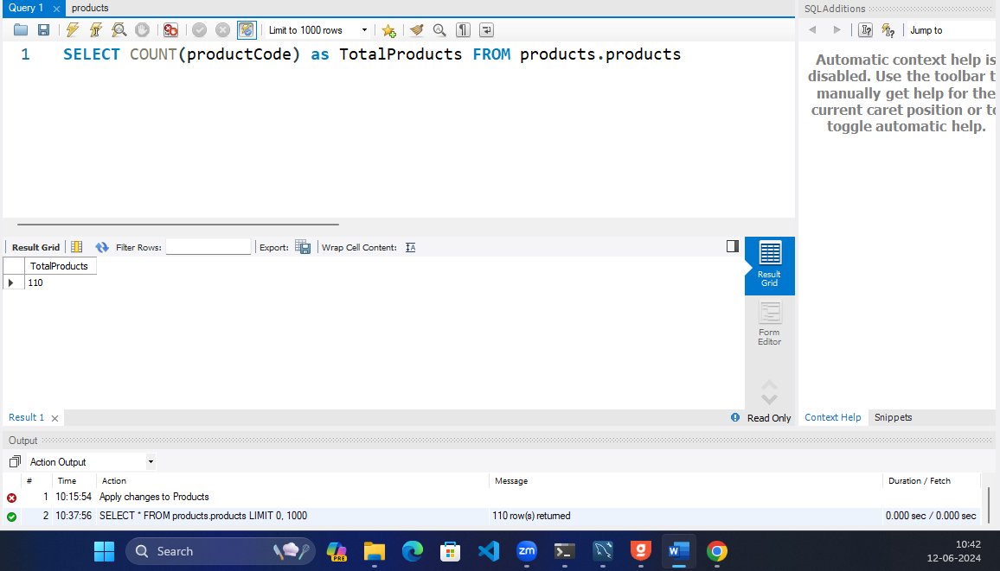 Query 1
products
SQLAdditions
Limit to 1000 rows
Jump to
1 SELECT COUNT(productCode) as TotalProducts FROM products.products
Automatic context help is
disabled. Use the toolbar t
manually get help for the
current caret position or to
toggle automatic help.
Result Grid
Filter Rows:
Export:
Wrap Cell Content:
TotalProducts
110
Result
Grid
Form
Editor
Result 1
Read Only
Context Help
Snippets
Output
Action Output
# Time Action Message Duration / Fetch
1 10:15:54 Apply changes to Products
2 10:37:56 SELECT * FROM products.products LIMIT 0, 1000 110 row(s) returned 0.000 sec / 0.000 sec
Search
PRE
zm
10:42
12-06-2024